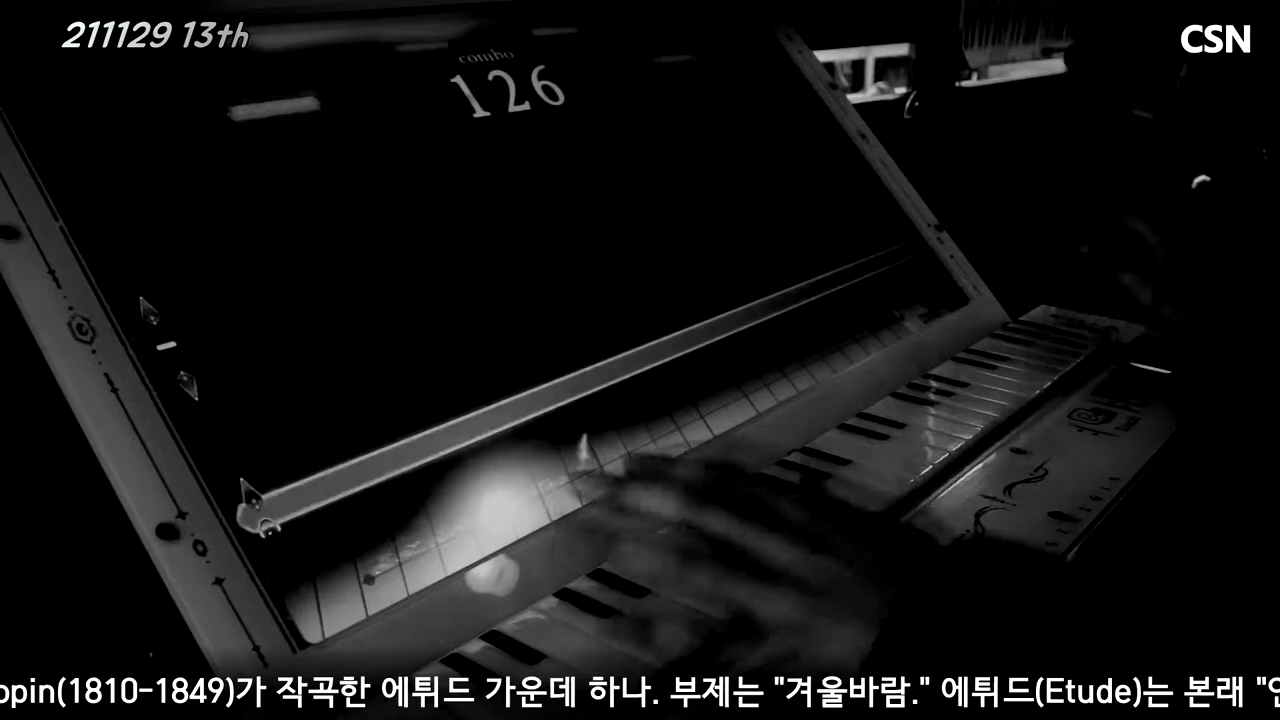 211129 13th
CSN
combo
126
opin(1810-1849)가 작곡한 에튀드 가운데 하나. 부제는 "겨울바람." 에튀드(Etude)는 본래